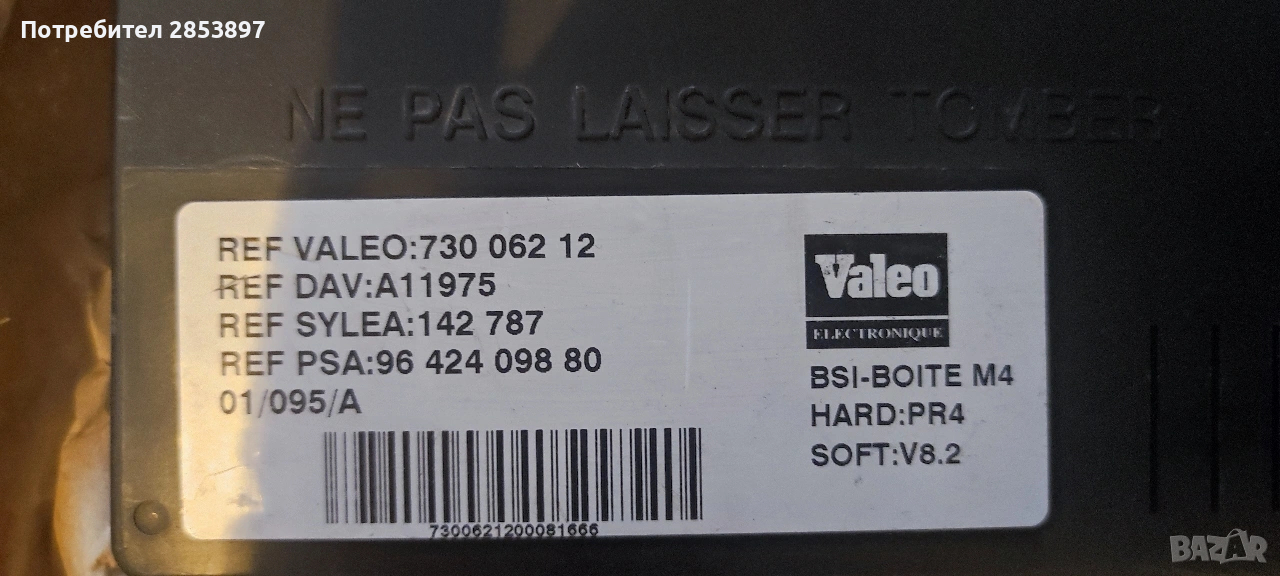 Потребител 2853897
NE PAS LAISSER TOMBER
REF VALEO:730 062 12
REF DAV:A11975
REF SYLEA:142 787
REF PSA:96 424 098 80
01/095/A
7300621200081666
Valeo
ELECTRONIQUE
BSI-BOITE M4
HARD:PR4
SOFT:V8.2
BAZAR